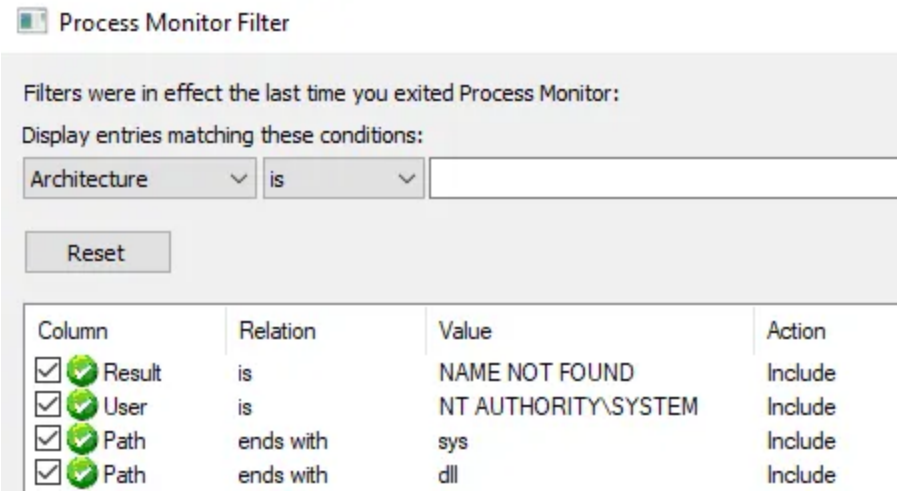 Process Monitor Filter
Filters were in effect the last time you exited Process Monitor:
Display entries matching these conditions:
Architecture is
Reset
Column Relation Value Action
Result is NAME NOT FOUND Include
User is NT AUTHORITY\SYSTEM Include
Path ends with sys Include
Path ends with dll Include